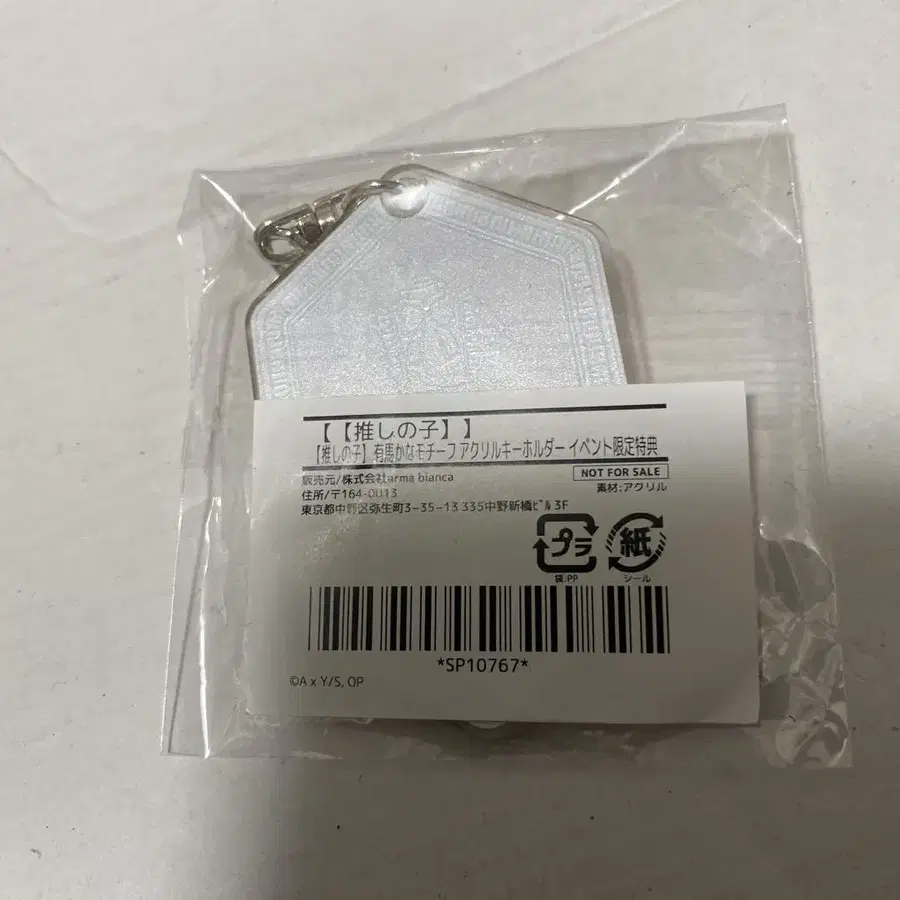 【【推しの子】】
【推しの子】有馬かなモチーフ アクリルキーホルダー イベント限定特典
販売元/株式会社arma bianca
NOT FOR SALE
住所/〒164-0013
素材:アクリル
東京都中野区弥生町3-35-13 335中野新橋ﾋﾞﾙ 3F
プラ
紙
袋.PP
シール
*SP10767*
©A x Y/S, OP